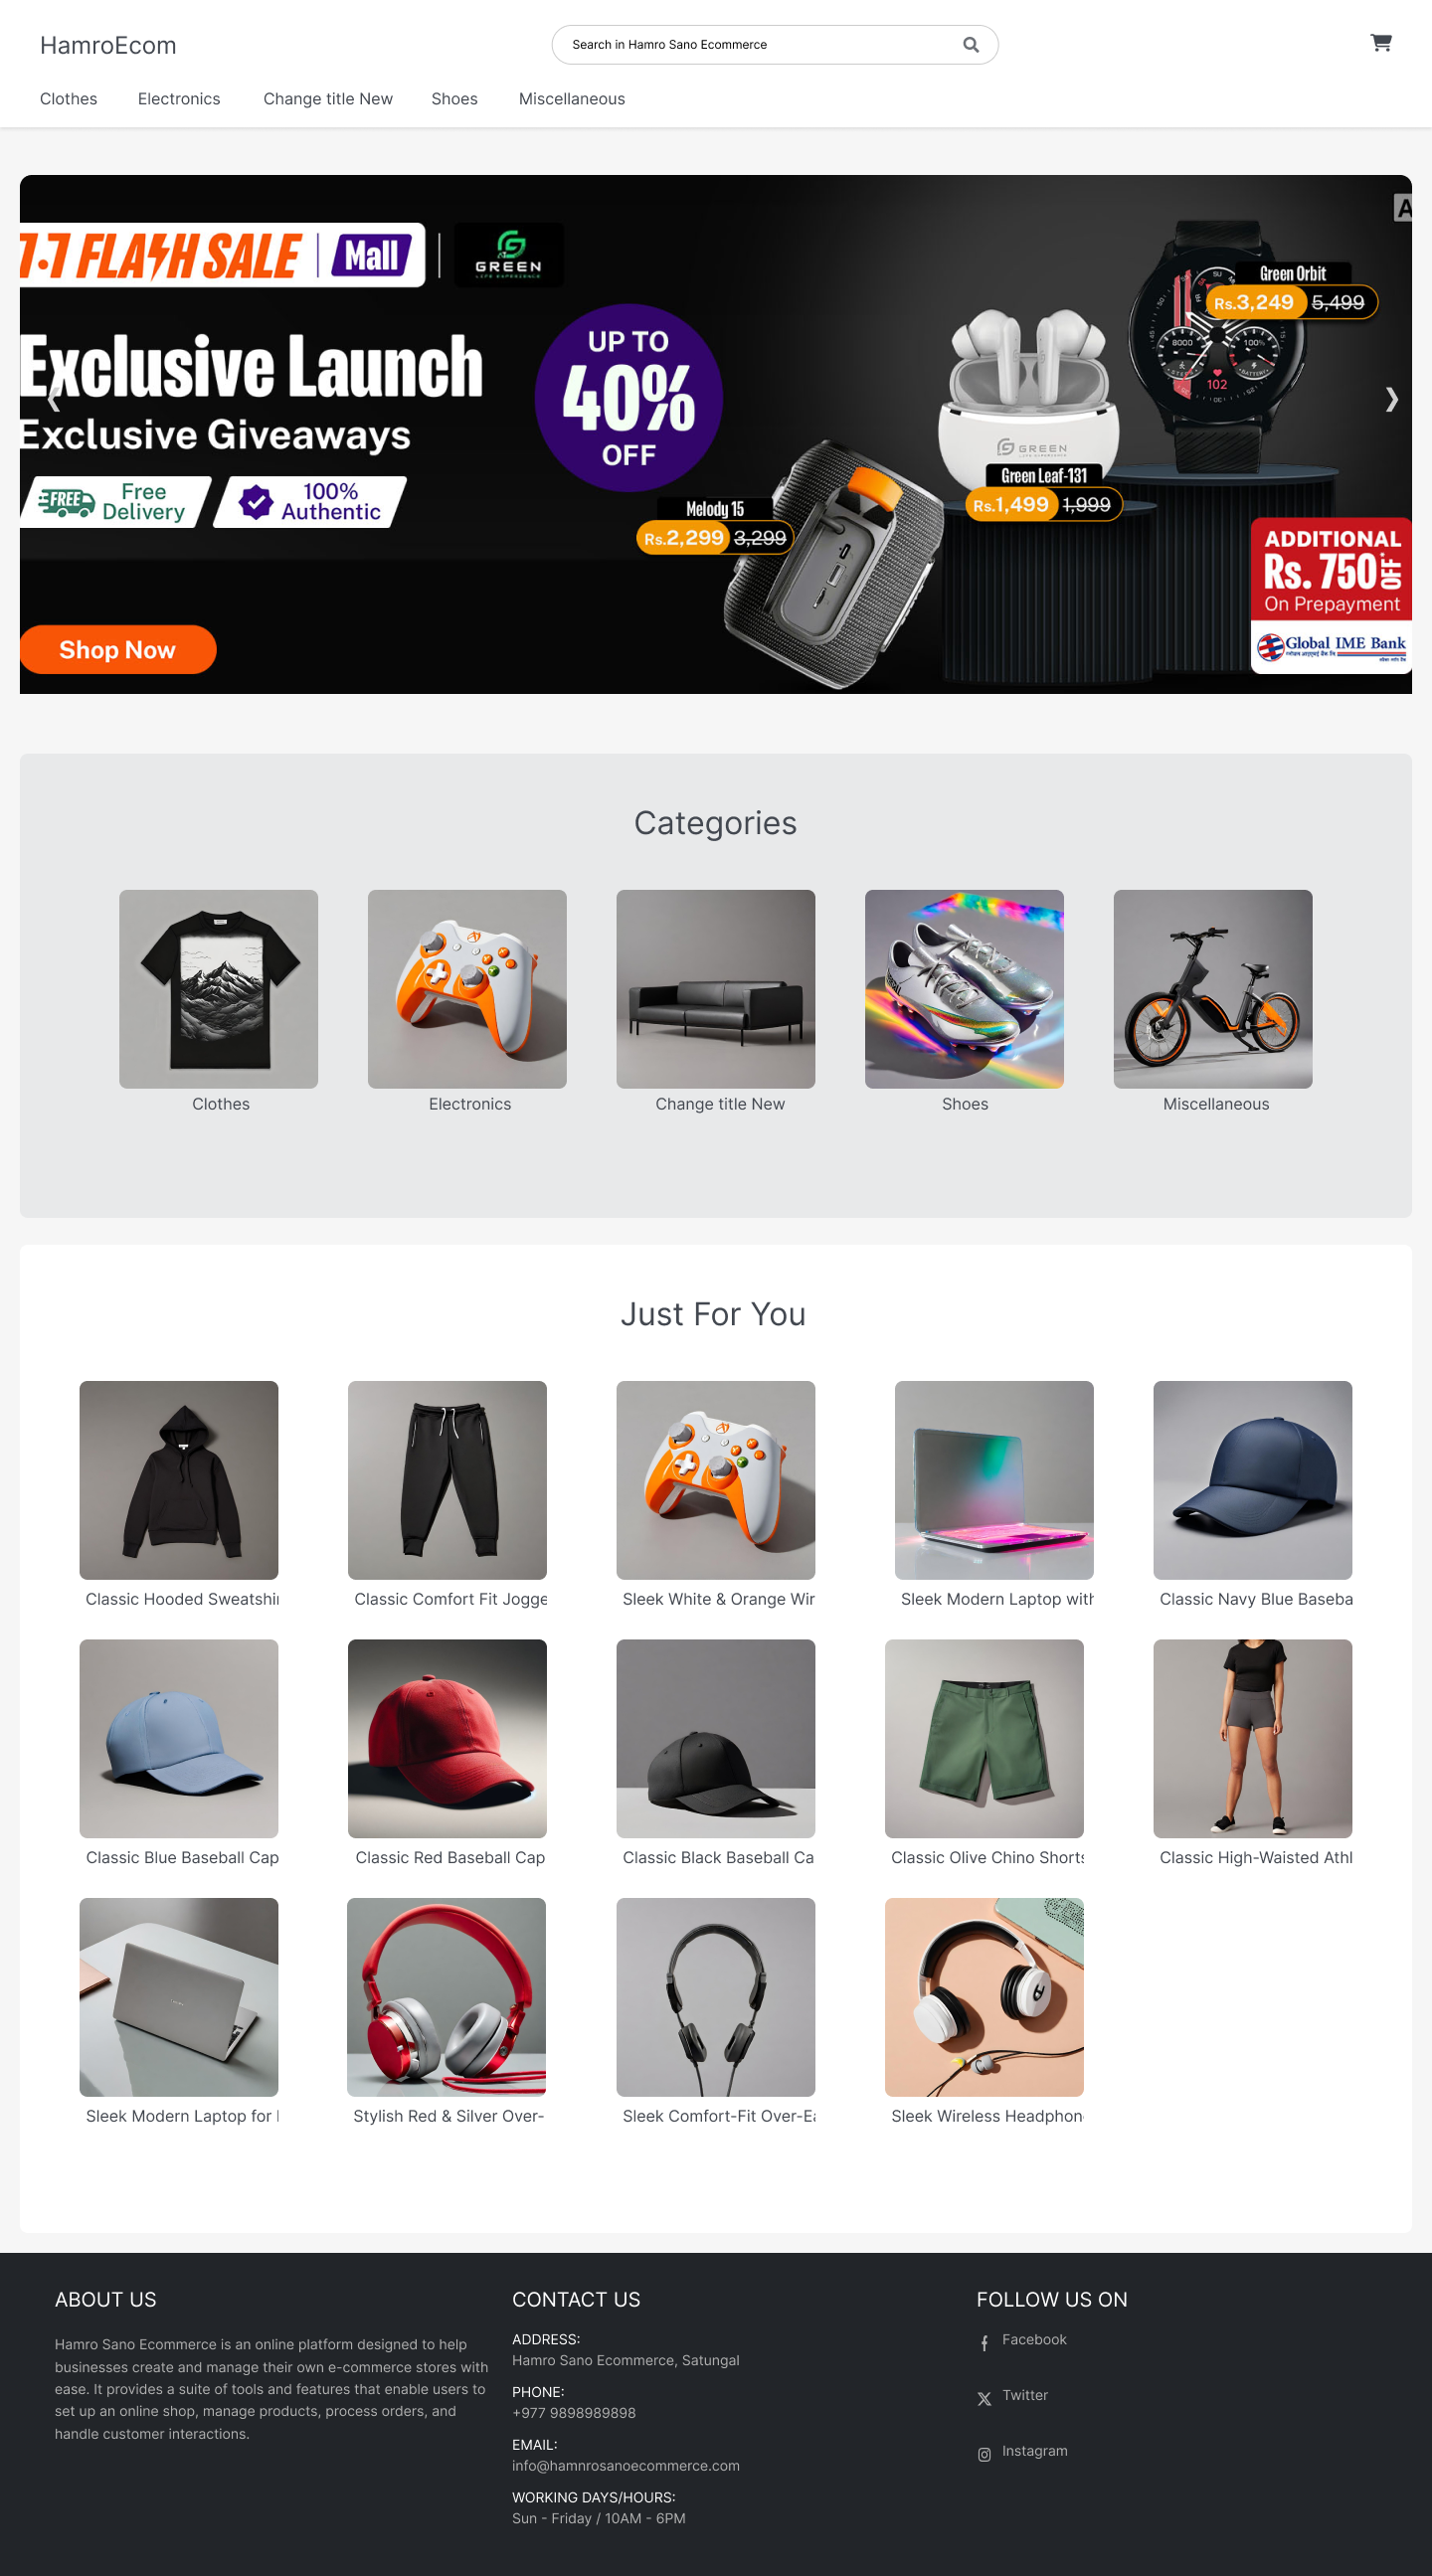 HamroEcom
Search in Hamro Sano Ecommerce
Clothes Electronics Change title New Shoes Miscellaneous
7.7 FLASH SALE Mall GREEN
LIFE EXPERIENCE
A
Exclusive Launch
Exclusive Giveaways
FREE Free Delivery
100% Authentic
UP TO
40%
OFF
Green Orbit
Rs.3,249 5,499
8000
100%
102
GREEN
Green Leaf-131
Rs.1,499 1,999
Melody 15
Rs.2,299 3,299
ADDITIONAL
Rs. 750 OFF*
On Prepayment
Global IME Bank
Shop Now
Categories
Clothes Electronics Change title New Shoes Miscellaneous
Just For You
Classic Hooded Sweatshi Classic Comfort Fit Jogge Sleek White & Orange Wir Sleek Modern Laptop with Classic Navy Blue Baseba
Classic Blue Baseball Cap Classic Red Baseball Cap Classic Black Baseball Ca Classic Olive Chino Shorts Classic High-Waisted Athl
Sleek Modern Laptop for Stylish Red & Silver Over- Sleek Comfort-Fit Over-Ea Sleek Wireless Headphon
ABOUT US
Hamro Sano Ecommerce is an online platform designed to help
businesses create and manage their own e-commerce stores with
ease. It provides a suite of tools and features that enable users to
set up an online shop, manage products, process orders, and
handle customer interactions.
CONTACT US
ADDRESS:
Hamro Sano Ecommerce, Satungal
PHONE:
+977 9898989898
EMAIL:
info@hamnrosanoecommerce.com
WORKING DAYS/HOURS:
Sun - Friday / 10AM - 6PM
FOLLOW US ON
Facebook
Twitter
Instagram